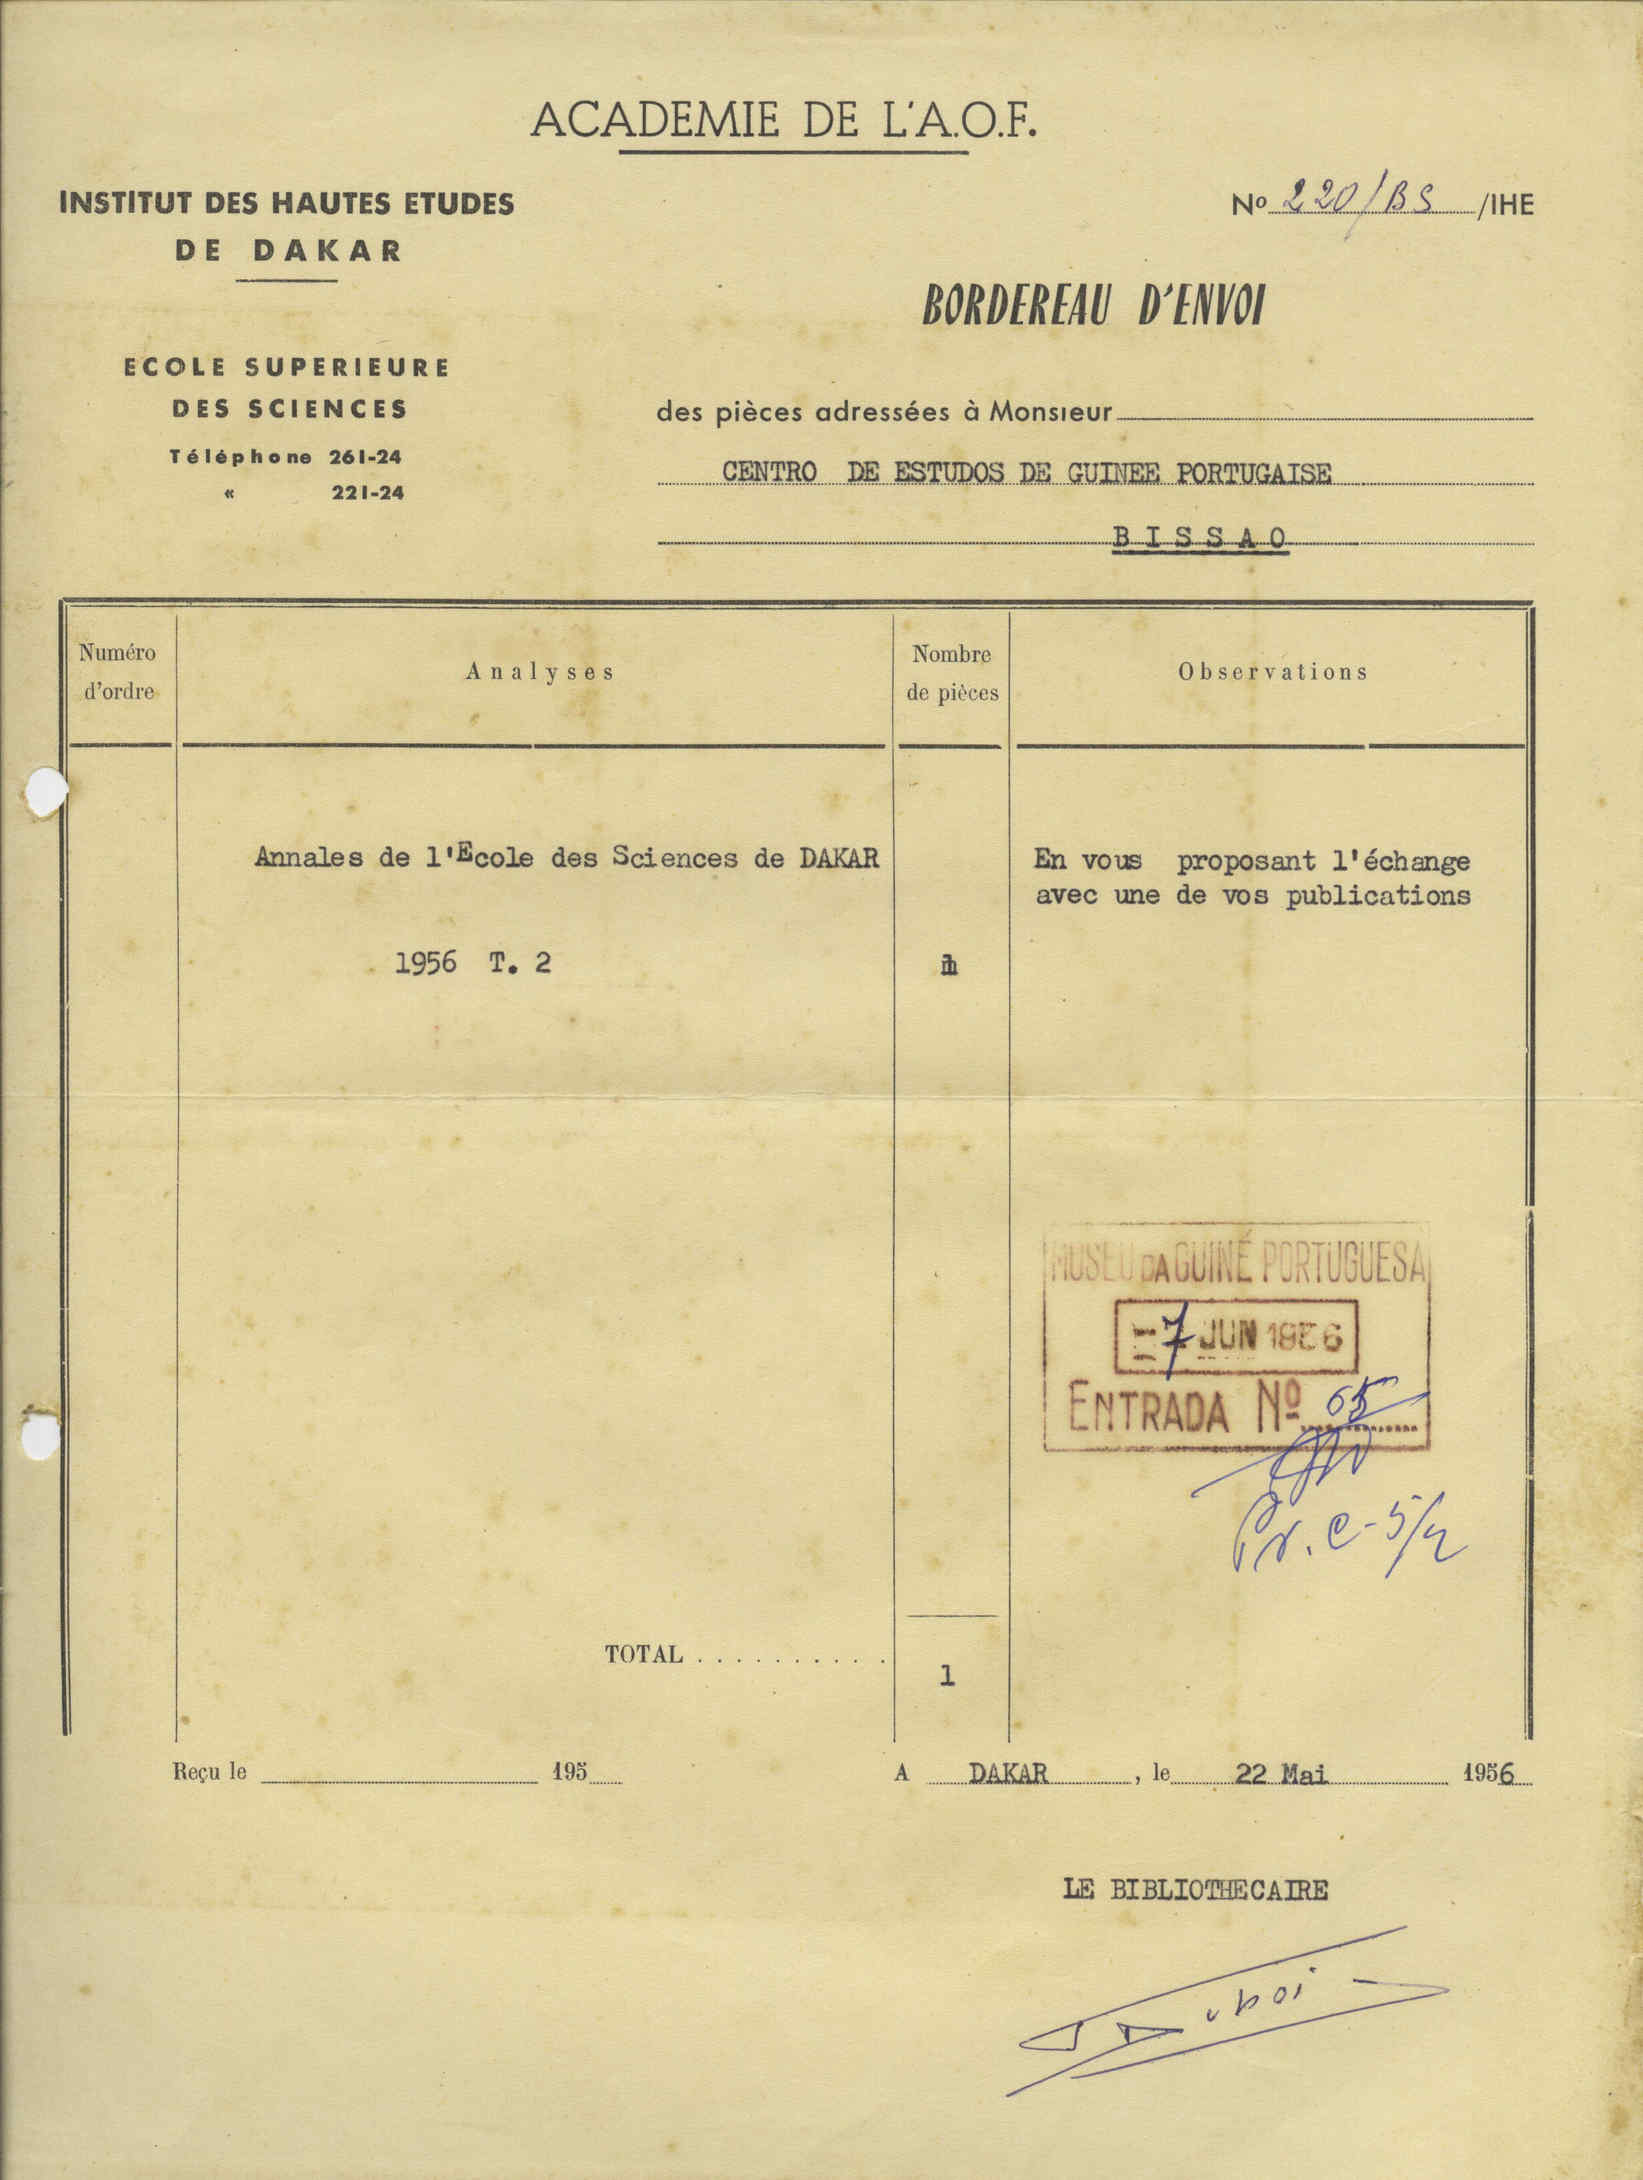 ACADEMIE DE L'A.O.F.
INSTITUT DES HAUTES ETUDES
DE DAKAR
Nº 220/BS /IHE
BORDEREAU D'ENVOI
ECOLE SUPERIEURE
DES SCIENCES
Téléphone 261-24
« 221-24
des pièces adressées à Monsieur
CENTRO DE ESTUDOS DE GUINEE PORTUGAISE
BISSAO
Numéro
d'ordre
Analyses
Nombre
de pièces
Observations
Annales de l'Ecole des Sciences de DAKAR
1956 T. 2
En vous proposant l'échange
avec une de vos publications
MUSEU DA GUINÉ PORTUGUESA
-7 JUN 1956
ENTRADA Nº 65
TOTAL . . . . . . . . . .
1
Reçu le 195
A DAKAR, le 22 Mai 1956
LE BIBLIOTHECAIRE